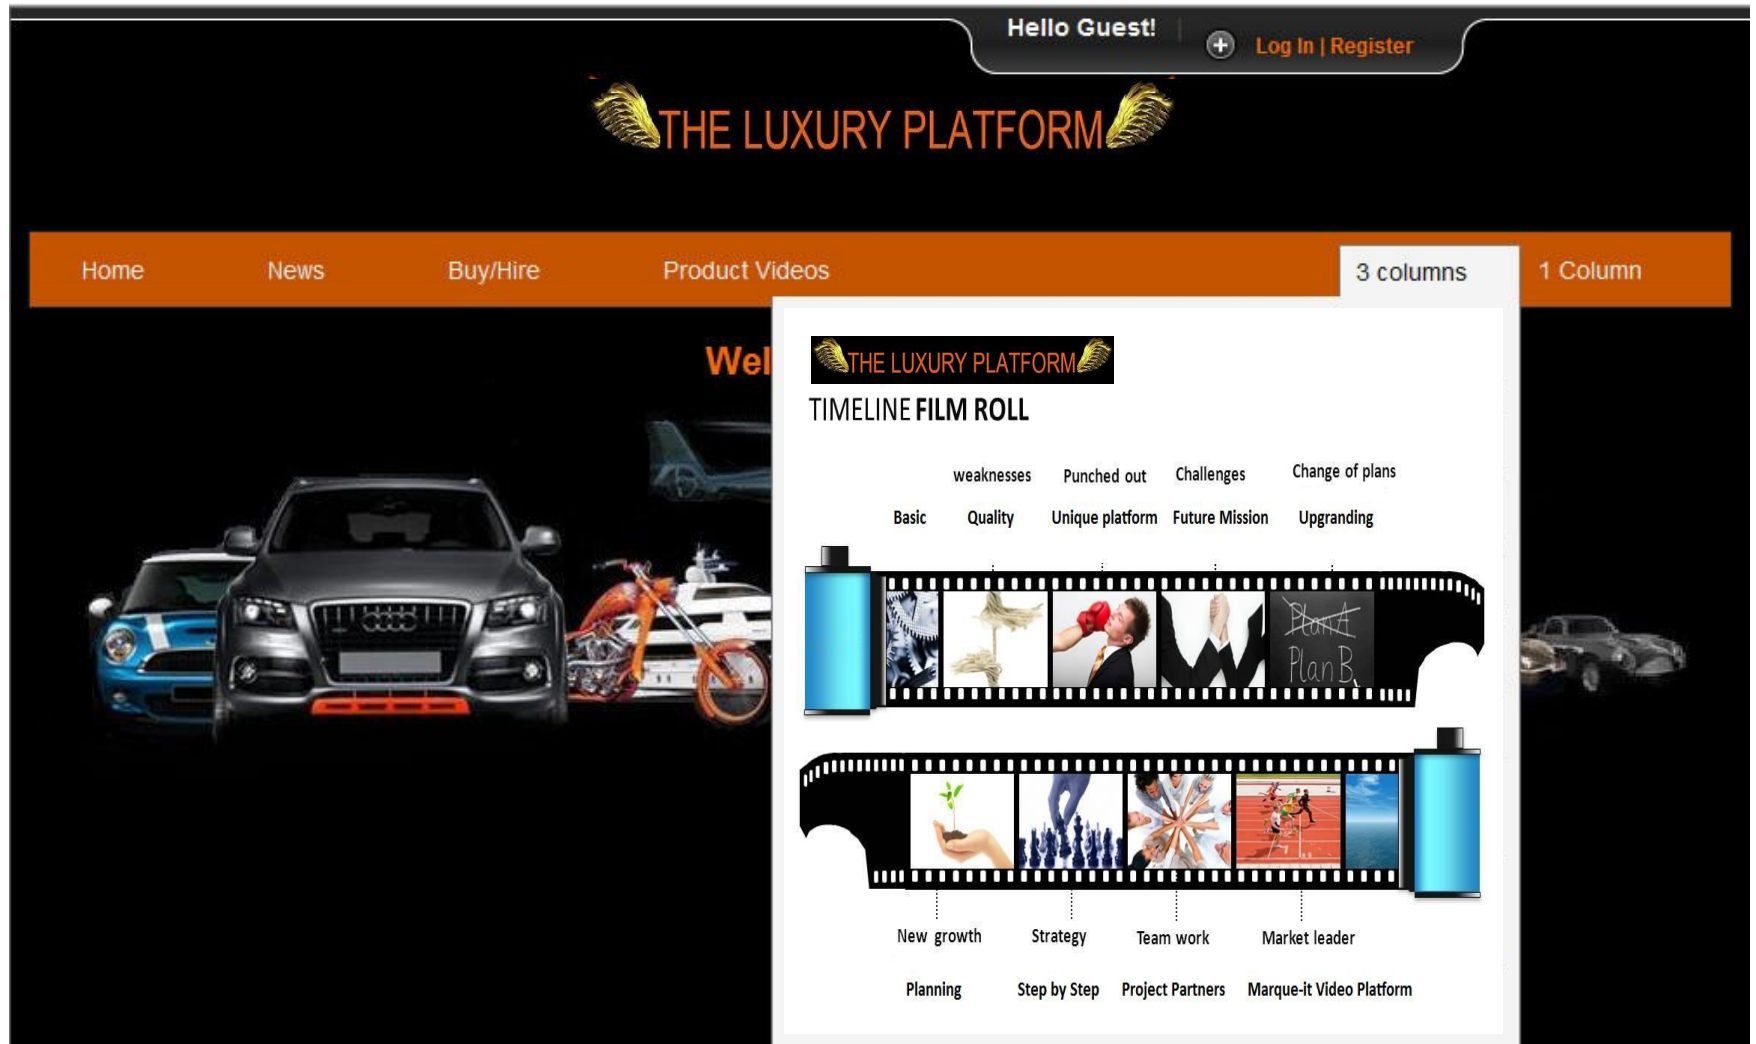 Hello Guest!
Log In | Register
THE LUXURY PLATFORM
Home News Buy/Hire Product Videos 3 columns 1 Column
Wel
THE LUXURY PLATFORM
TIMELINE FILM ROLL
weaknesses Punched out Challenges Change of plans
Basic Quality Unique platform Future Mission Upgranding
Plan A
Plan B
New growth Strategy Team work Market leader
Planning Step by Step Project Partners Marque-it Video Platform